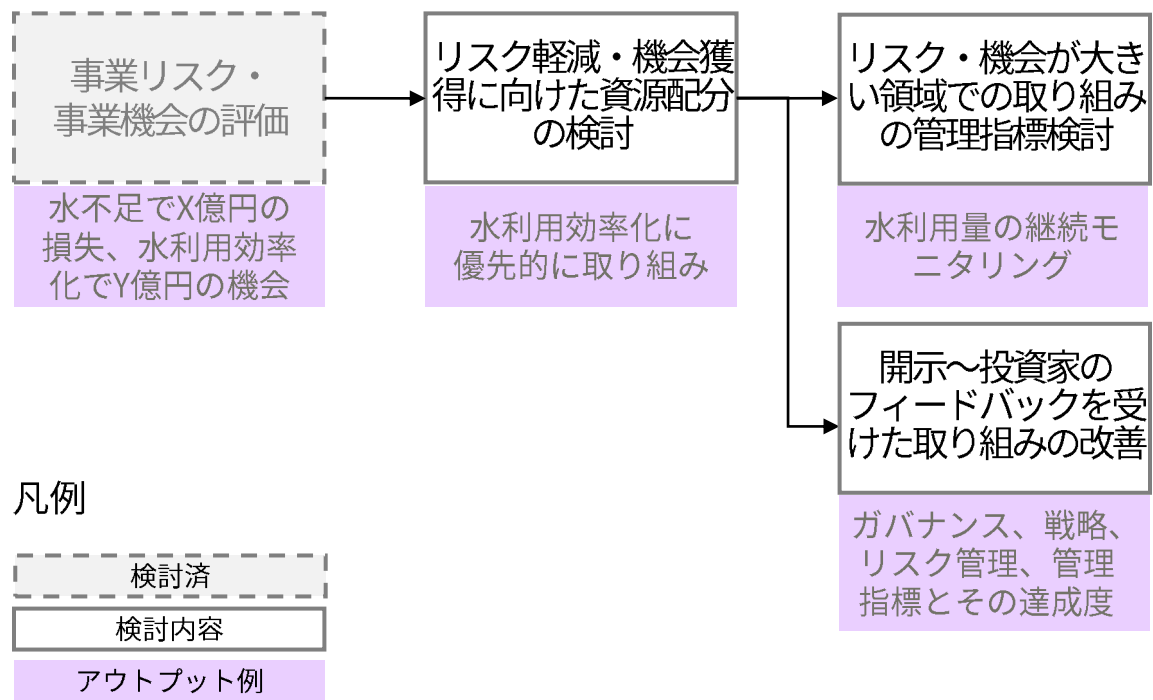 事業リスク・
事業機会の評価
水不足でX億円の
損失、水利用効率
化でY億円の機会
リスク軽減・機会獲
得に向けた資源配分
の検討
水利用効率化に
優先的に取り組み
リスク・機会が大き
い領域での取り組み
の管理指標検討
水利用量の継続モ
ニタリング
開示～投資家の
フィードバックを受
けた取り組みの改善
ガバナンス、戦略、
リスク管理、管理
指標とその達成度
凡例
検討済
検討内容
アウトプット例